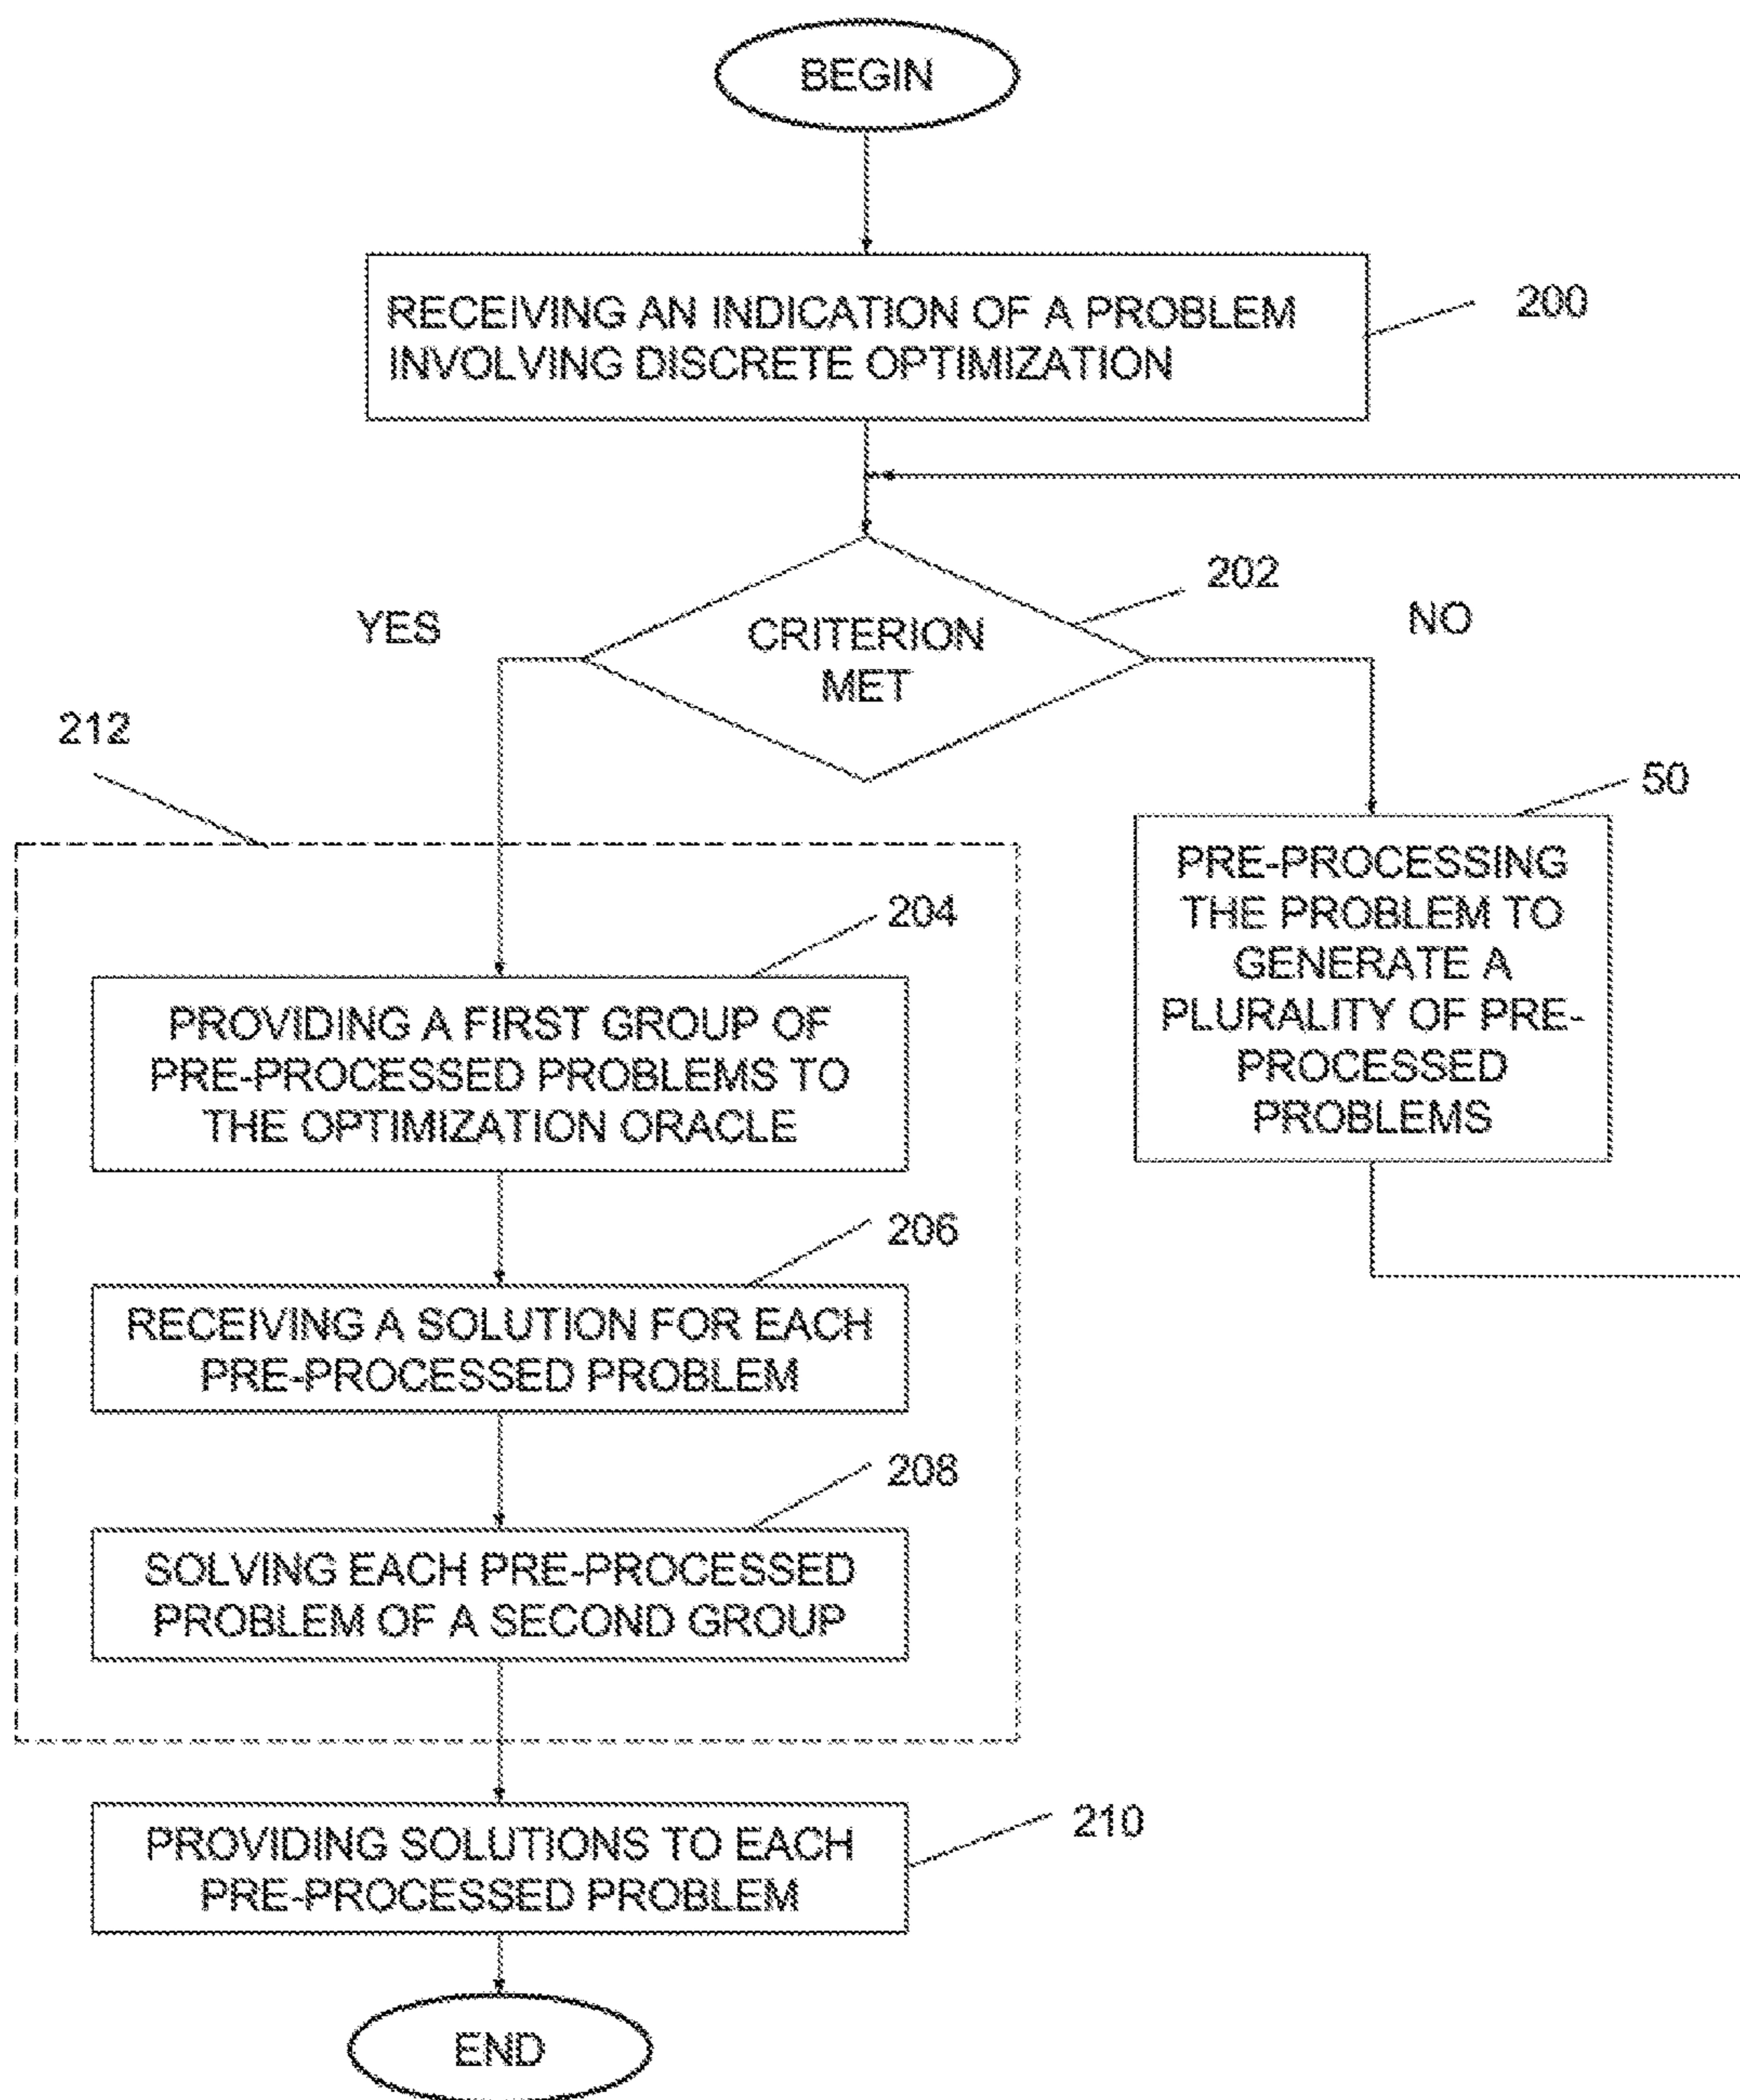 BEGIN
RECEIVING AN INDICATION OF A PROBLEM
INVOLVING DISCRETE OPTIMIZATION
200
202
YES
CRITERION
MET
NO
212
50
PRE-PROCESSING
THE PROBLEM TO
GENERATE A
PLURALITY OF PRE-
PROCESSED
PROBLEMS
204
PROVIDING A FIRST GROUP OF
PRE-PROCESSED PROBLEMS TO
THE OPTIMIZATION ORACLE
206
RECEIVING A SOLUTION FOR EACH
PRE-PROCESSED PROBLEM
208
SOLVING EACH PRE-PROCESSED
PROBLEM OF A SECOND GROUP
210
PROVIDING SOLUTIONS TO EACH
PRE-PROCESSED PROBLEM
END